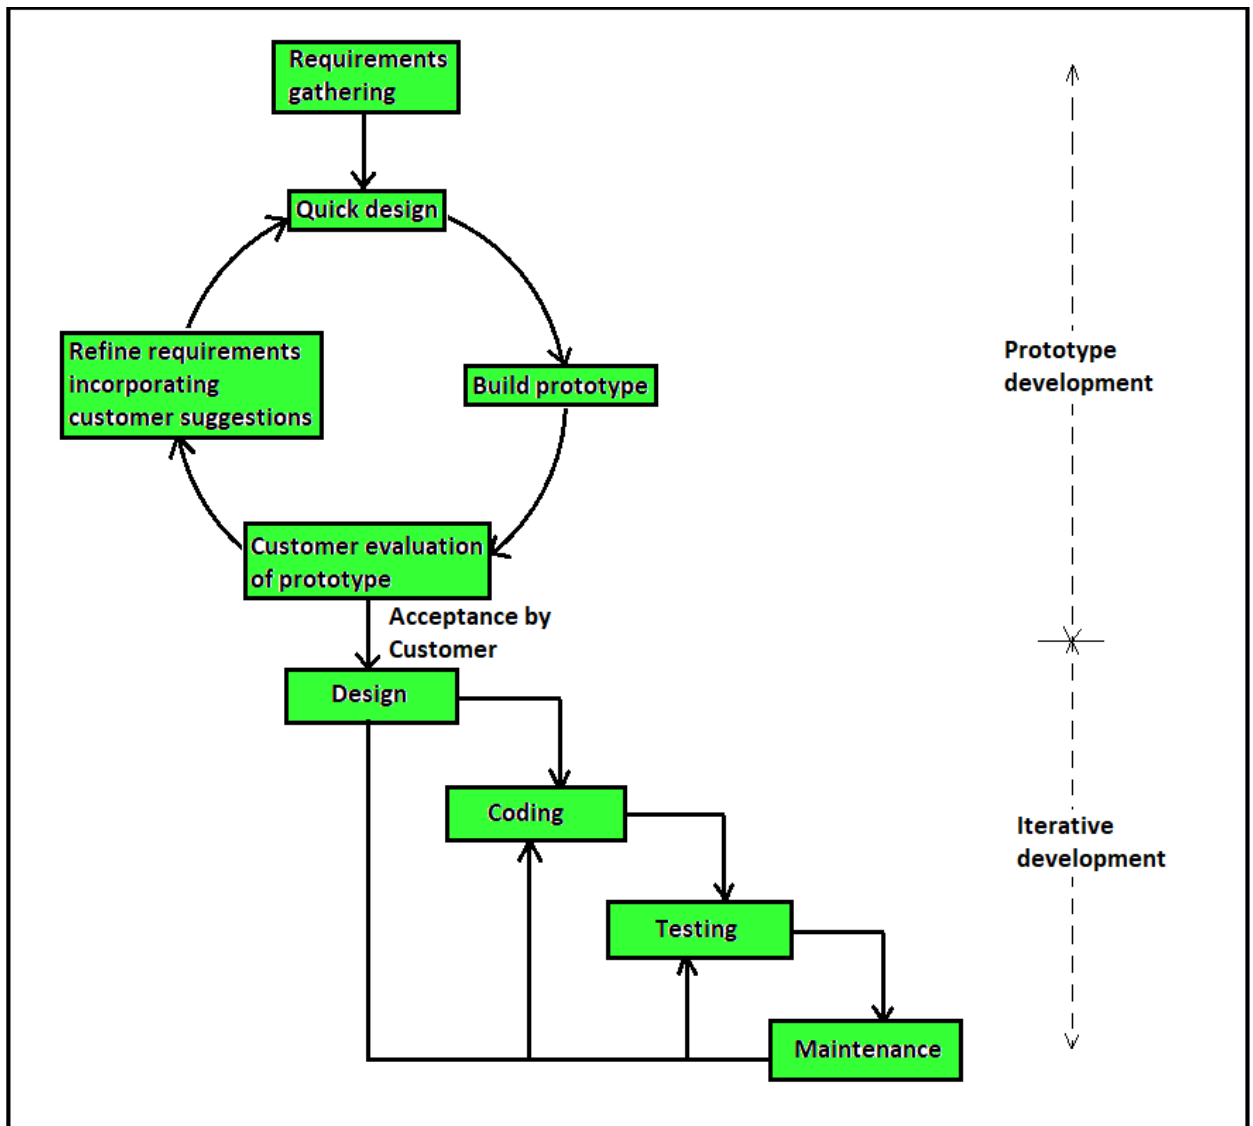 Requirements
gathering
Quick design
Refine requirements
incorporating
customer suggestions
Build prototype
Prototype
development
Customer evaluation
of prototype
Acceptance by
Customer
Design
Coding
Iterative
development
Testing
Maintenance